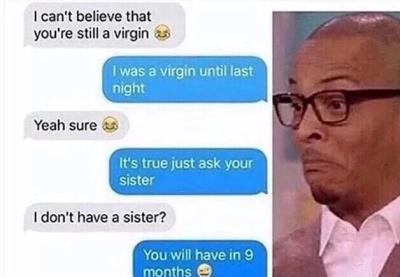 I can't believe that
you're still a virgin 😂
I was a virgin until last
night
Yeah sure 😂
It's true just ask your
sister
I don't have a sister?
You will have in 9
months 😄